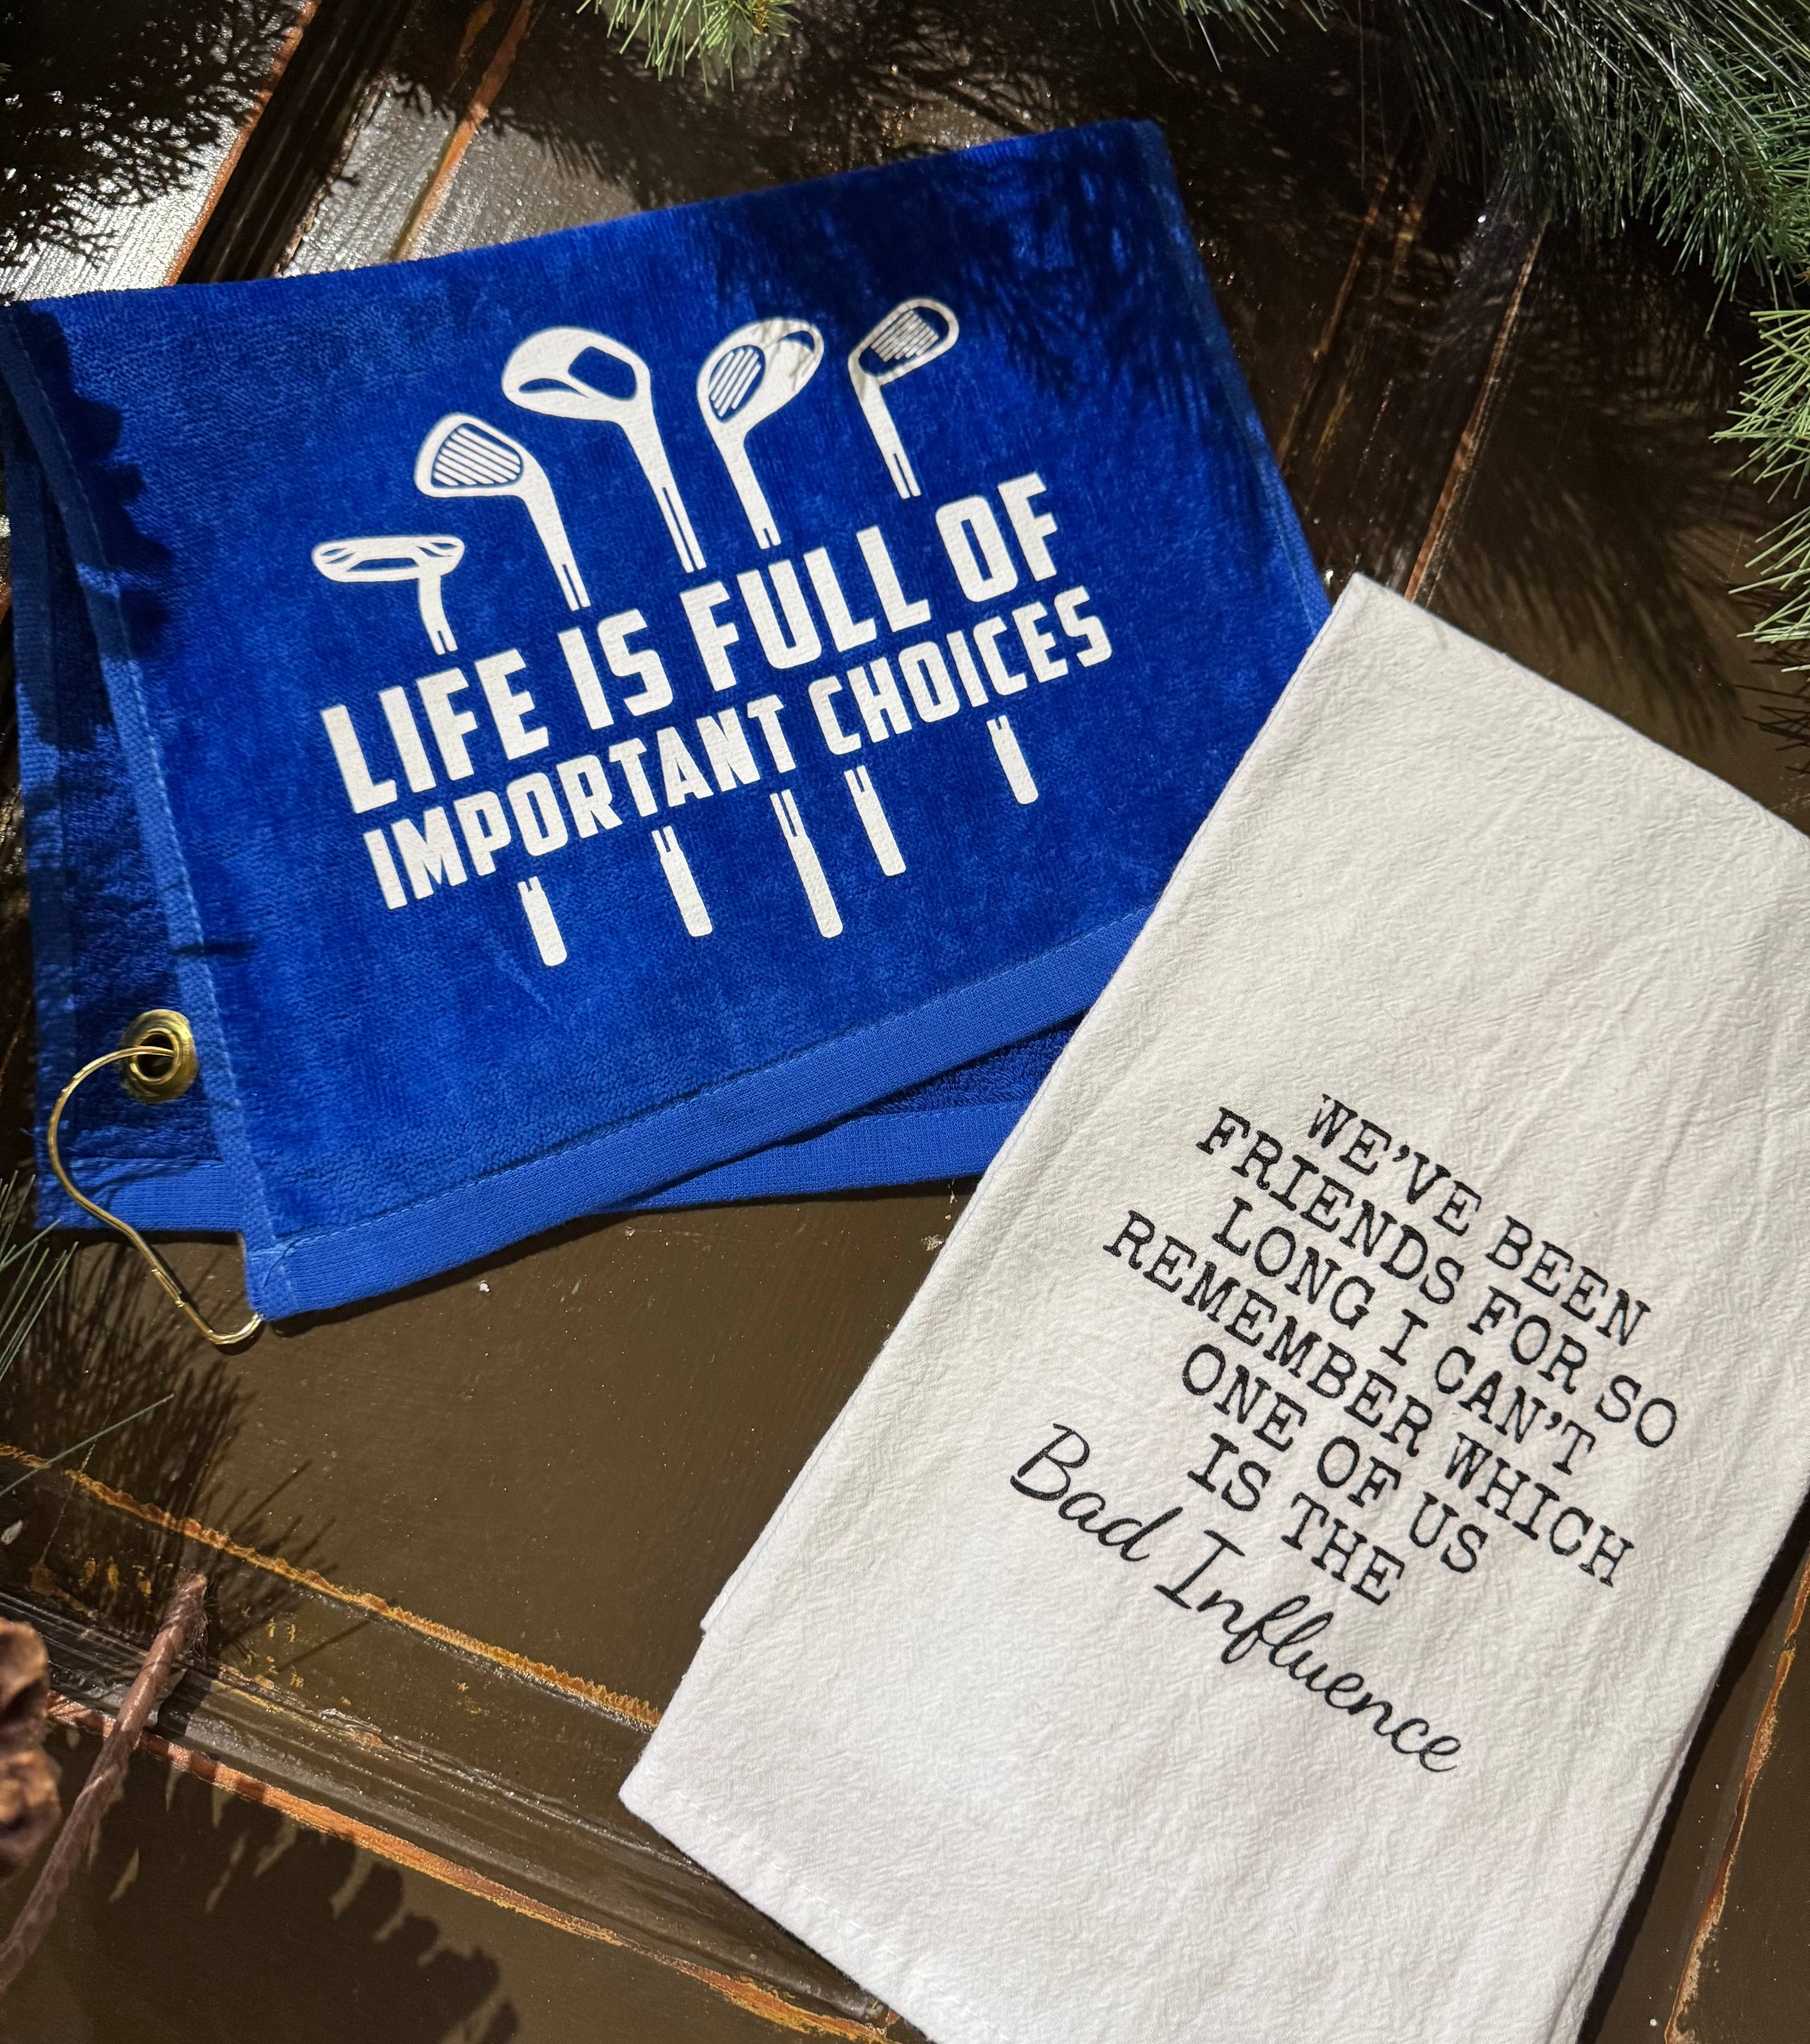 LIFE IS FULL OF
IMPORTANT CHOICES
WE'VE BEEN
FRIENDS FOR SO
LONG I CAN'T
REMEMBER WHICH
ONE OF US
IS THE
Bad Influence